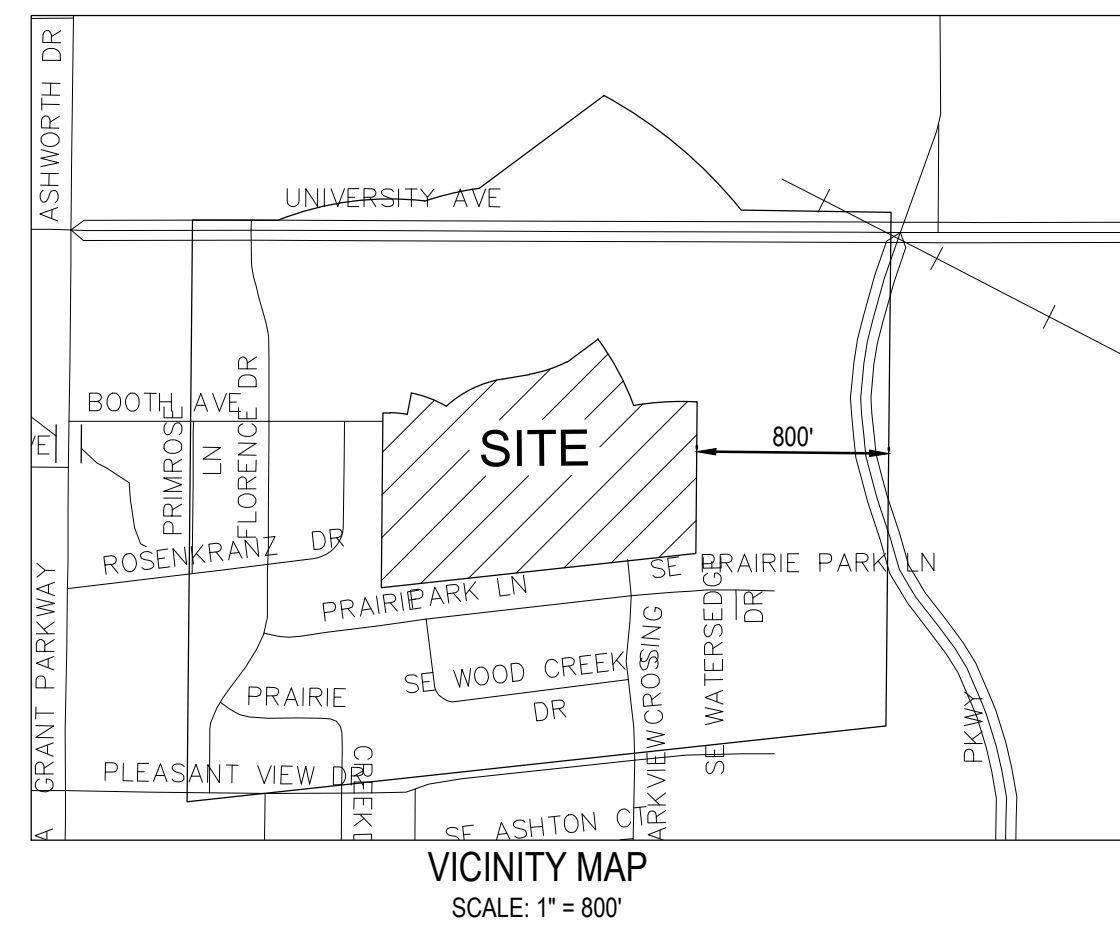 ASHWORTH DR
UNIVERSITY AVE
BOOTH AVE
PRIMROSE
LN
FLORENCE DR
SITE
800'
ROSENKRANZ DR
SE PRAIRIE PARK LN
PRAIRIE PARK LN
GRANT PARKWAY
SE WOOD CREEK
DR
PARKVIEW CROSSING
SE WATERSEDGE
DR
PRAIRIE
PKWY
PLEASANT VIEW DR
SE ASHTON CT
VICINITY MAP
SCALE: 1" = 800'